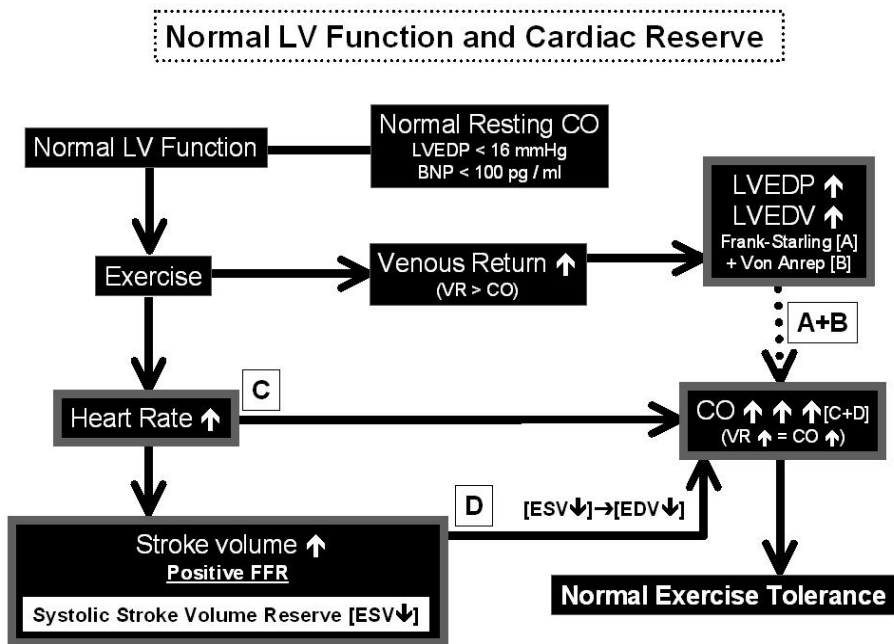 Normal LV Function and Cardiac Reserve
Normal LV Function
Normal Resting CO
LVEDP < 16 mmHg
BNP < 100 pg / ml
LVEDP ↑
LVEDV ↑
Frank-Starling [A]
+ Von Anrep [B]
Exercise
Venous Return ↑
(VR > CO)
A+B
C
Heart Rate ↑
CO ↑ ↑ ↑[C+D]
(VR ↑ = CO ↑)
D
[ESV↓]→[EDV↓]
Stroke volume ↑
Positive FFR
Systolic Stroke Volume Reserve [ESV↓]
Normal Exercise Tolerance